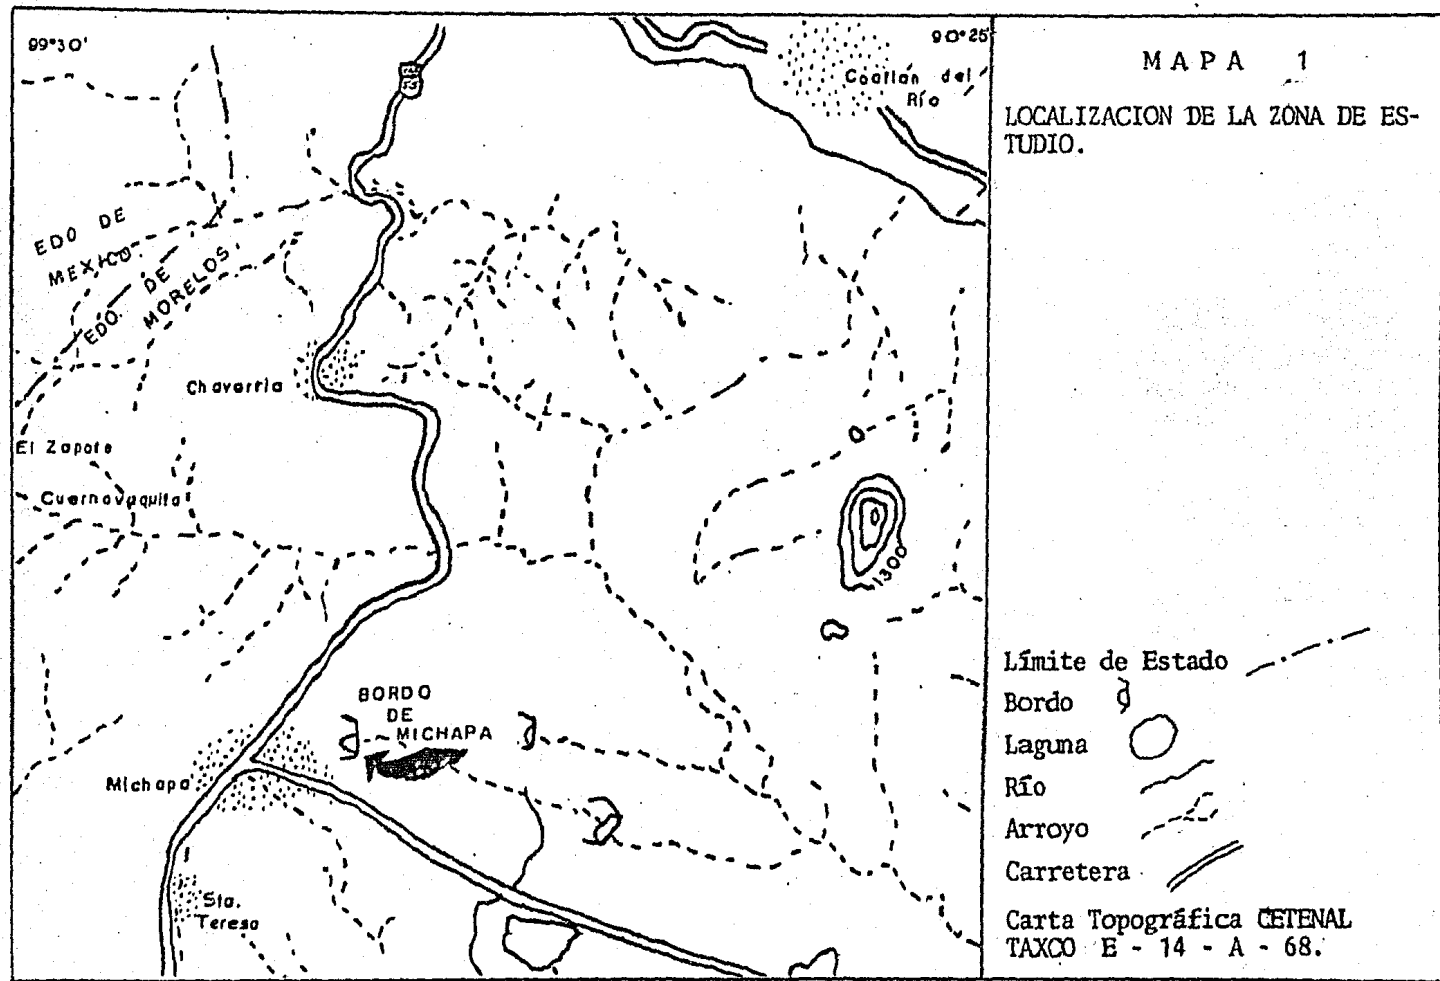 99°30'
90°25'
Coatlán del
Río
EDO DE
MEXICO
EDO. DE
MORELOS
Chavarria
El Zapote
Cuernavaquita
1300
BORDO
DE
MICHAPA
Michapa
Sta.
Teresa
MAPA 1
LOCALIZACION DE LA ZONA DE ES-
TUDIO.
Límite de Estado
Bordo
Laguna
Río
Arroyo
Carretera
Carta Topográfica CETENAL
TAXCO E - 14 - A - 68.